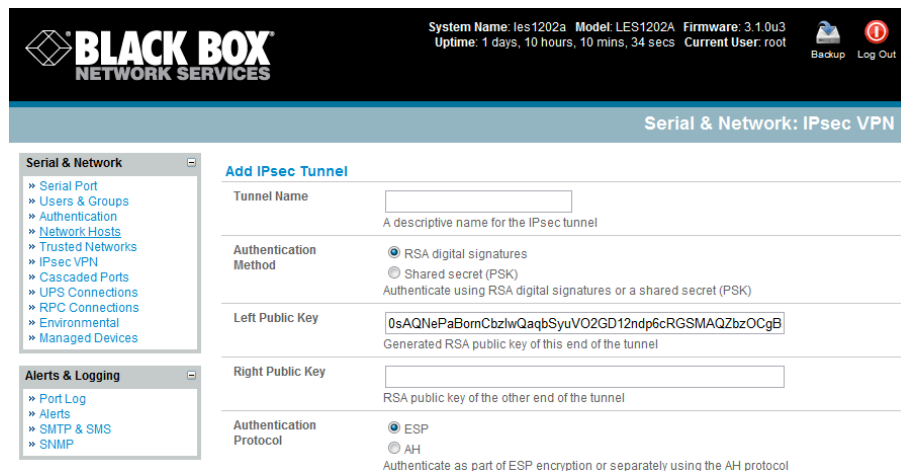 BLACK BOX
NETWORK SERVICES
System Name: les1202a Model: LES1202A Firmware: 3.1.0u3
Uptime: 1 days, 10 hours, 10 mins, 34 secs Current User: root
Backup
Log Out
Serial & Network: IPsec VPN
Serial & Network
» Serial Port
» Users & Groups
» Authentication
» Network Hosts
» Trusted Networks
» IPsec VPN
» Cascaded Ports
» UPS Connections
» RPC Connections
» Environmental
» Managed Devices
Alerts & Logging
» Port Log
» Alerts
» SMTP & SMS
» SNMP
Add IPsec Tunnel
Tunnel Name
A descriptive name for the IPsec tunnel
Authentication
Method
RSA digital signatures
Shared secret (PSK)
Authenticate using RSA digital signatures or a shared secret (PSK)
Left Public Key
0sAQNePaBornCbzIwQaqbSyuVO2GD12ndp6cRGSMAQZbzOCgB
Generated RSA public key of this end of the tunnel
Right Public Key
RSA public key of the other end of the tunnel
Authentication
Protocol
ESP
AH
Authenticate as part of ESP encryption or separately using the AH protocol